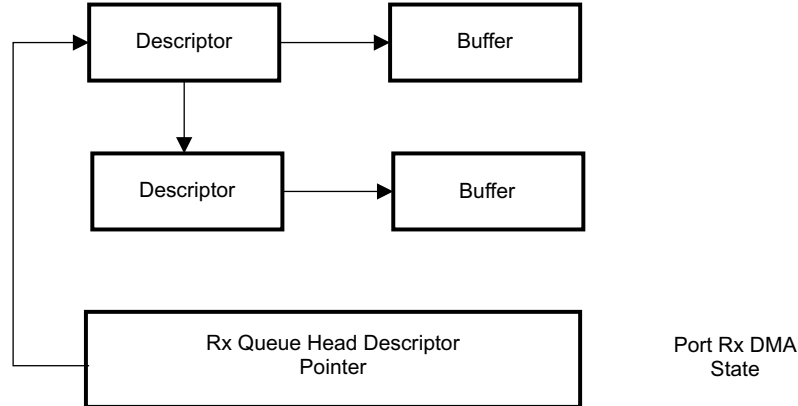 Descriptor
Buffer
Descriptor
Buffer
Rx Queue Head Descriptor
Pointer
Port Rx DMA
State